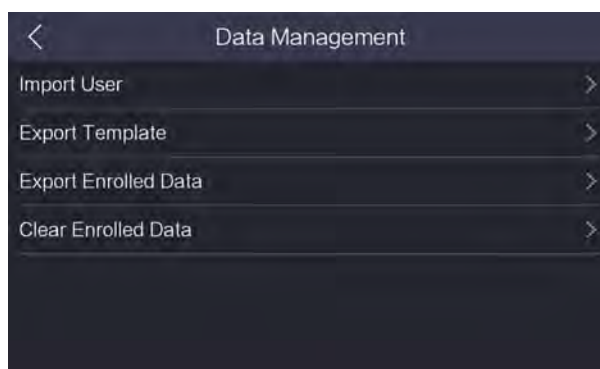 Data Management
Import User
Export Template
Export Enrolled Data
Clear Enrolled Data